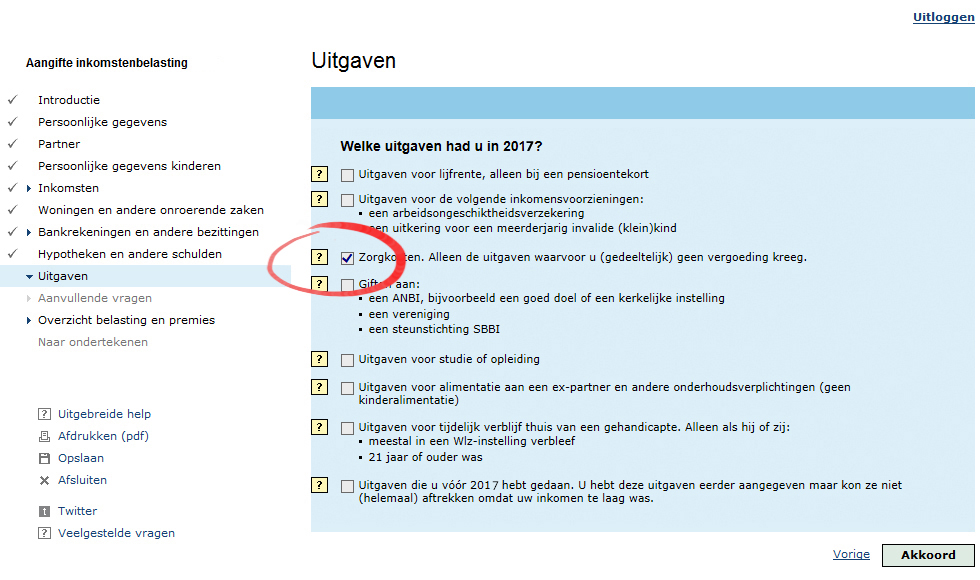 Uitloggen
Aangifte inkomstenbelasting
Introductie
Persoonlijke gegevens
Partner
Persoonlijke gegevens kinderen
Inkomsten
Woningen en andere onroerende zaken
Bankrekeningen en andere bezittingen
Hypotheken en andere schulden
Uitgaven
Aanvullende vragen
Overzicht belasting en premies
Naar ondertekenen
? Uitgebreide help
Afdrukken (pdf)
Opslaan
Afsluiten
t Twitter
? Veelgestelde vragen
Uitgaven
Welke uitgaven had u in 2017?
? Uitgaven voor lijfrente, alleen bij een pensioentekort
? Uitgaven voor de volgende inkomensvoorzieningen:
▪ een arbeidsongeschiktheidsverzekering
▪ een uitkering voor een meerderjarig invalide (klein)kind
? Zorgkosten. Alleen de uitgaven waarvoor u (gedeeltelijk) geen vergoeding kreeg.
? Giften aan:
▪ een ANBI, bijvoorbeeld een goed doel of een kerkelijke instelling
▪ een vereniging
▪ een steunstichting SBBI
? Uitgaven voor studie of opleiding
? Uitgaven voor alimentatie aan een ex-partner en andere onderhoudsverplichtingen (geen
kinderalimentatie)
? Uitgaven voor tijdelijk verblijf thuis van een gehandicapte. Alleen als hij of zij:
▪ meestal in een Wlz-instelling verbleef
▪ 21 jaar of ouder was
? Uitgaven die u vóór 2017 hebt gedaan. U hebt deze uitgaven eerder aangegeven maar kon ze niet
(helemaal) aftrekken omdat uw inkomen te laag was.
Vorige
Akkoord